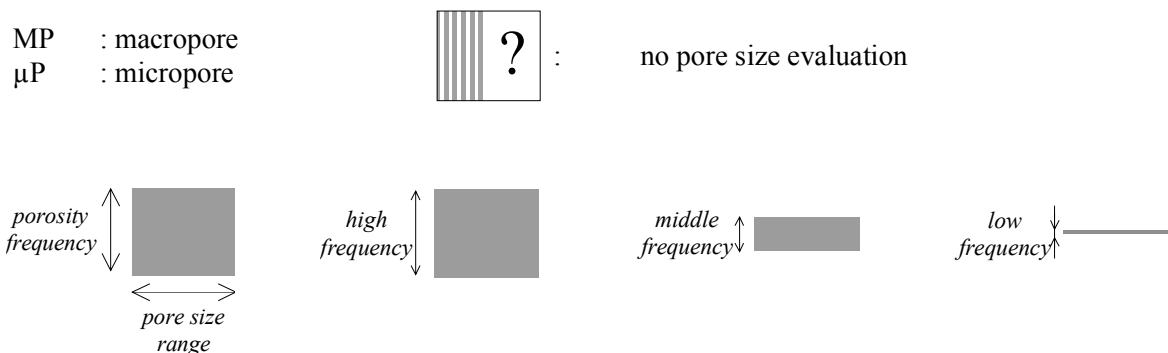 MP : macropore
µP : micropore
? : no pore size evaluation
porosity
frequency
pore size
range
high
frequency
middle
frequency
low
frequency